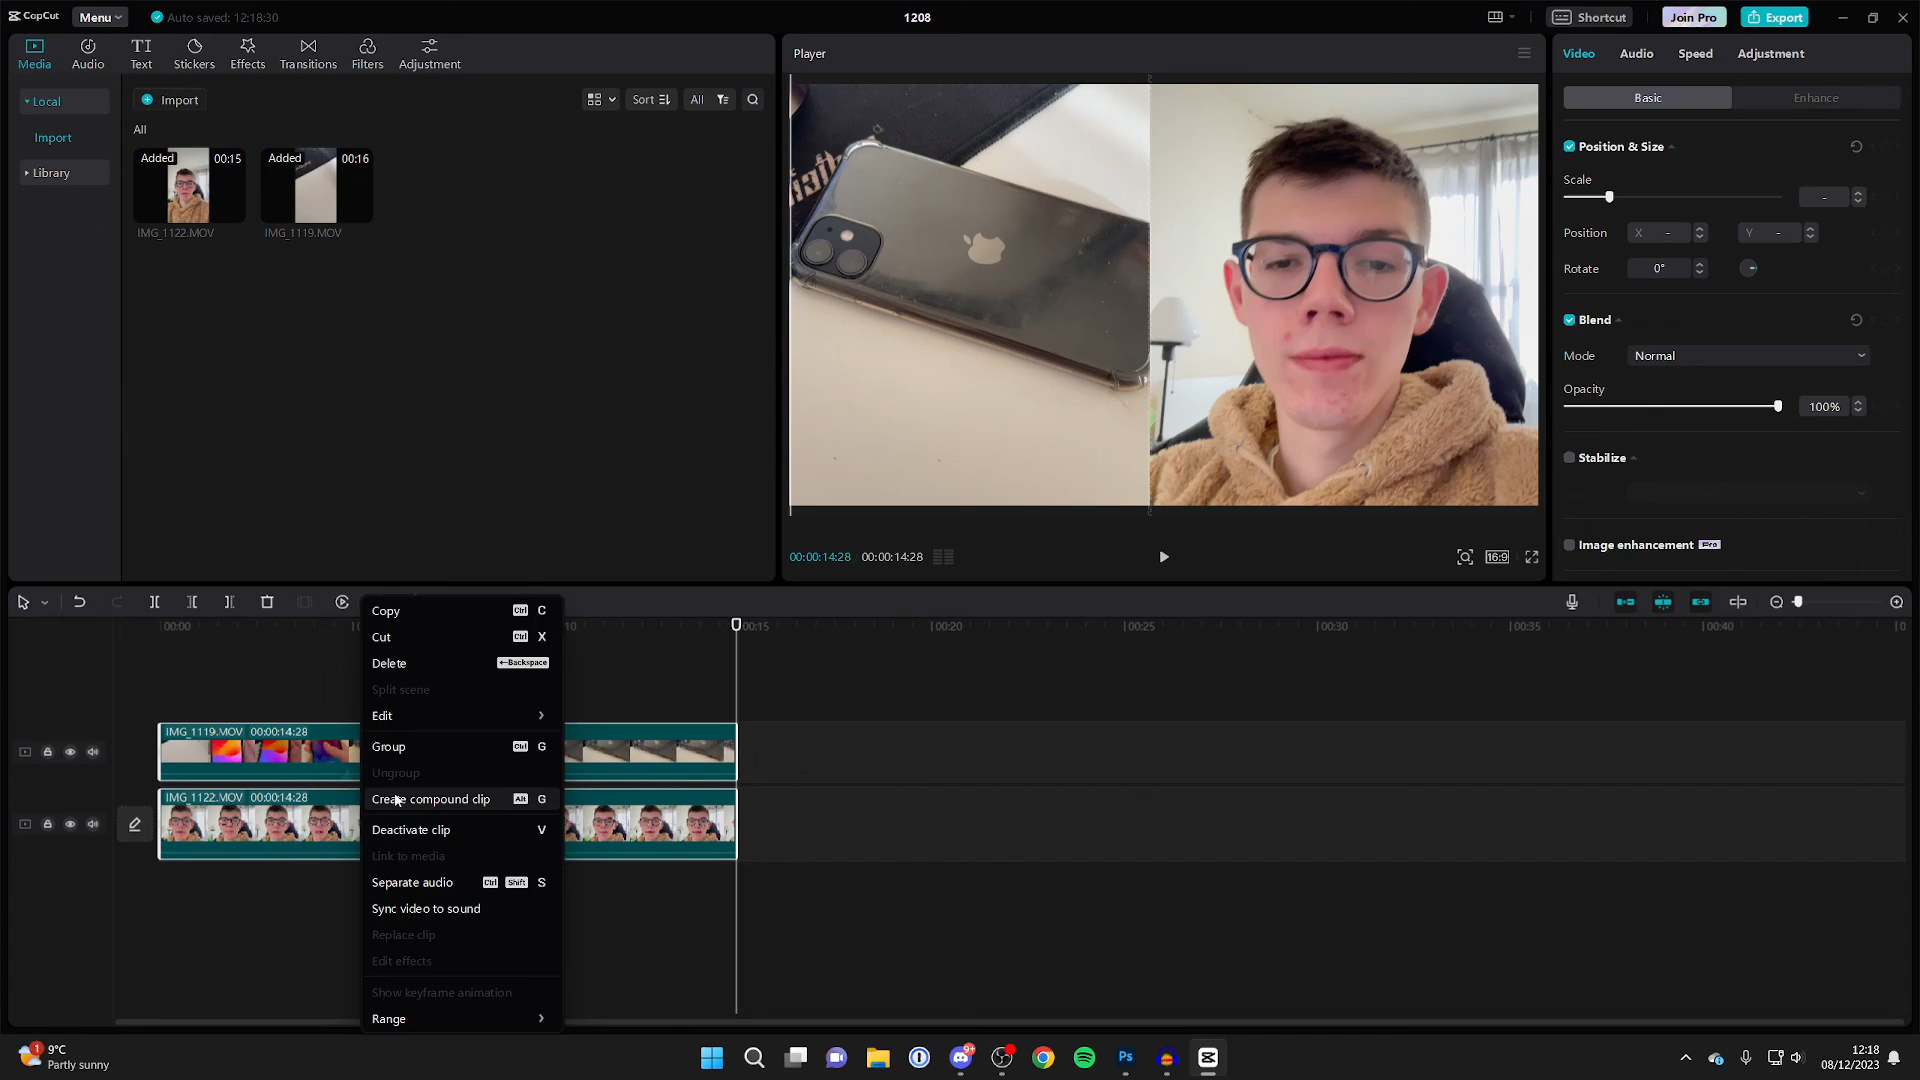 CapCut
Menu
Auto saved: 12:18:30
1208
Shortcut
Join Pro
Export
Media
Audio
Text
Stickers
Effects
Transitions
Filters
Adjustment
Local
Import
Library
Import
Sort
All
All
Added 00:15
IMG_1122.MOV
Added 00:16
IMG_1119.MOV
Player
00:00:14:28 / 00:00:14:28
16:9
Video
Audio
Speed
Adjustment
Basic
Enhance
Position & Size
Scale
-
Position X - Y -
Rotate 0°
Blend
Mode Normal
Opacity
100%
Stabilize
Image enhancement Pro
00:00
10
00:15
00:20
00:25
00:30
00:35
00:40
IMG_1119.MOV 00:00:14:28
IMG_1122.MOV 00:00:14:28
Copy Ctrl C
Cut Ctrl X
Delete ←Backspace
Split scene
Edit
Group Ctrl G
Ungroup
Create compound clip Alt G
Deactivate clip V
Link to media
Separate audio Ctrl Shift S
Sync video to sound
Replace clip
Edit effects
Show keyframe animation
Range
1
9°C
Partly sunny
9+
Ps
12:18
08/12/2023